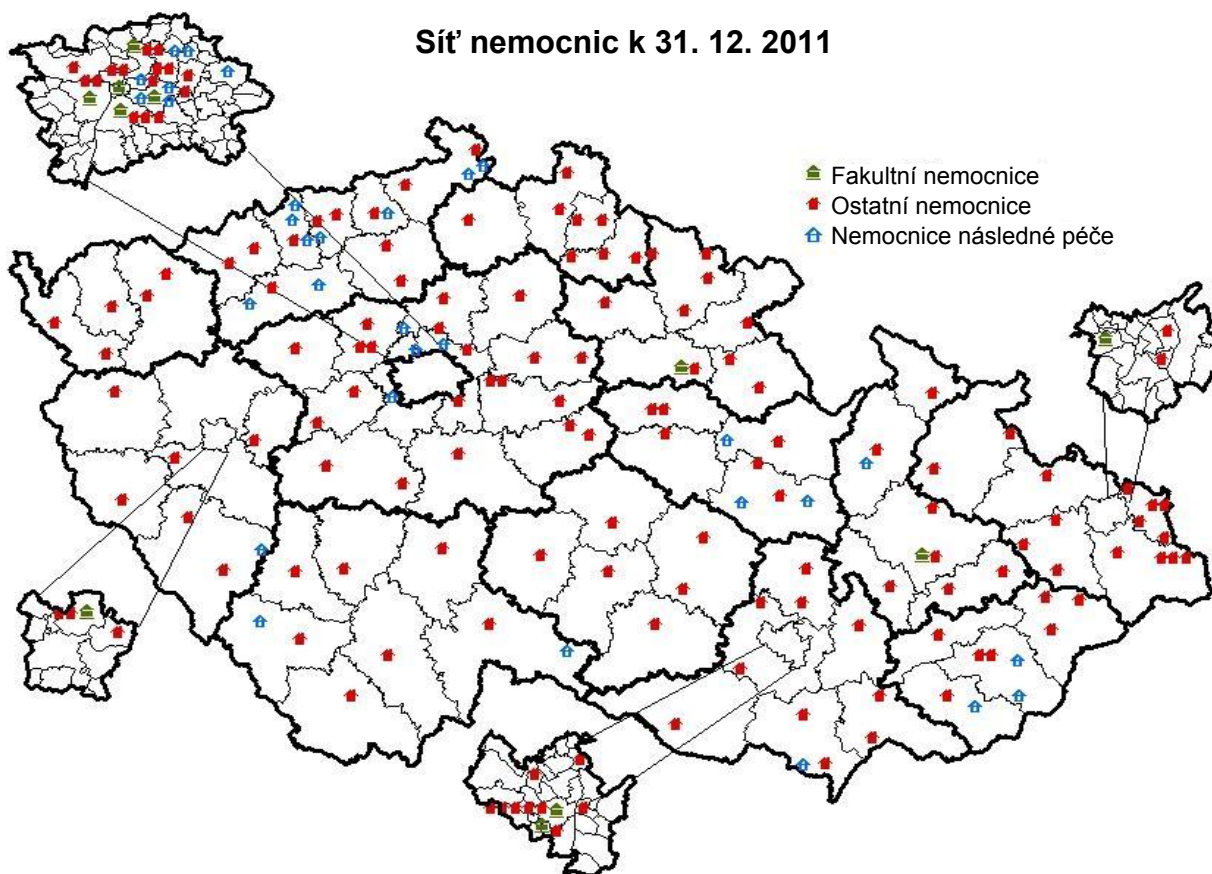 Síť nemocnic k 31. 12. 2011
Fakultní nemocnice
Ostatní nemocnice
Nemocnice následné péče